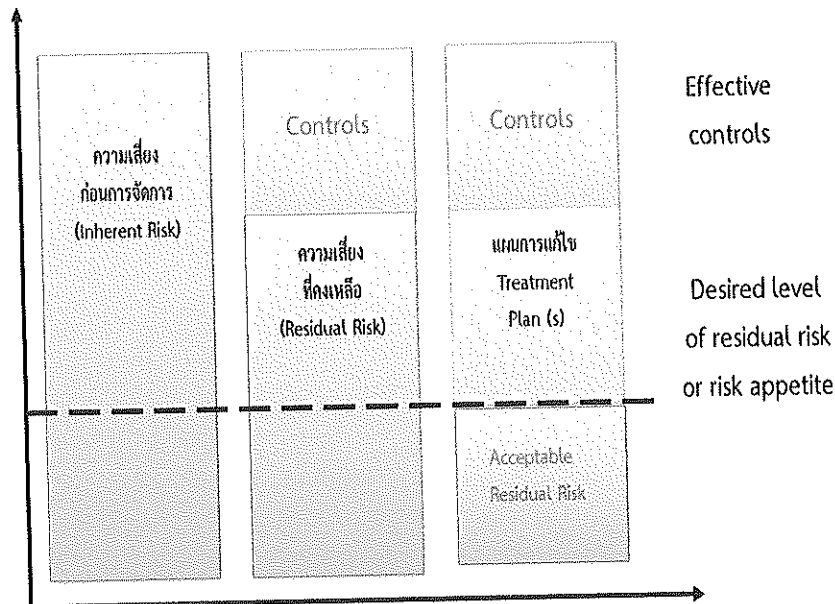 ความเสี่ยง
ก่อนการจัดการ
(Inherent Risk)
Controls
ความเสี่ยง
ที่คงเหลือ
(Residual Risk)
Controls
แผนการแก้ไข
Treatment
Plan (s)
Acceptable
Residual Risk
Effective
controls
Desired level
of residual risk
or risk appetite